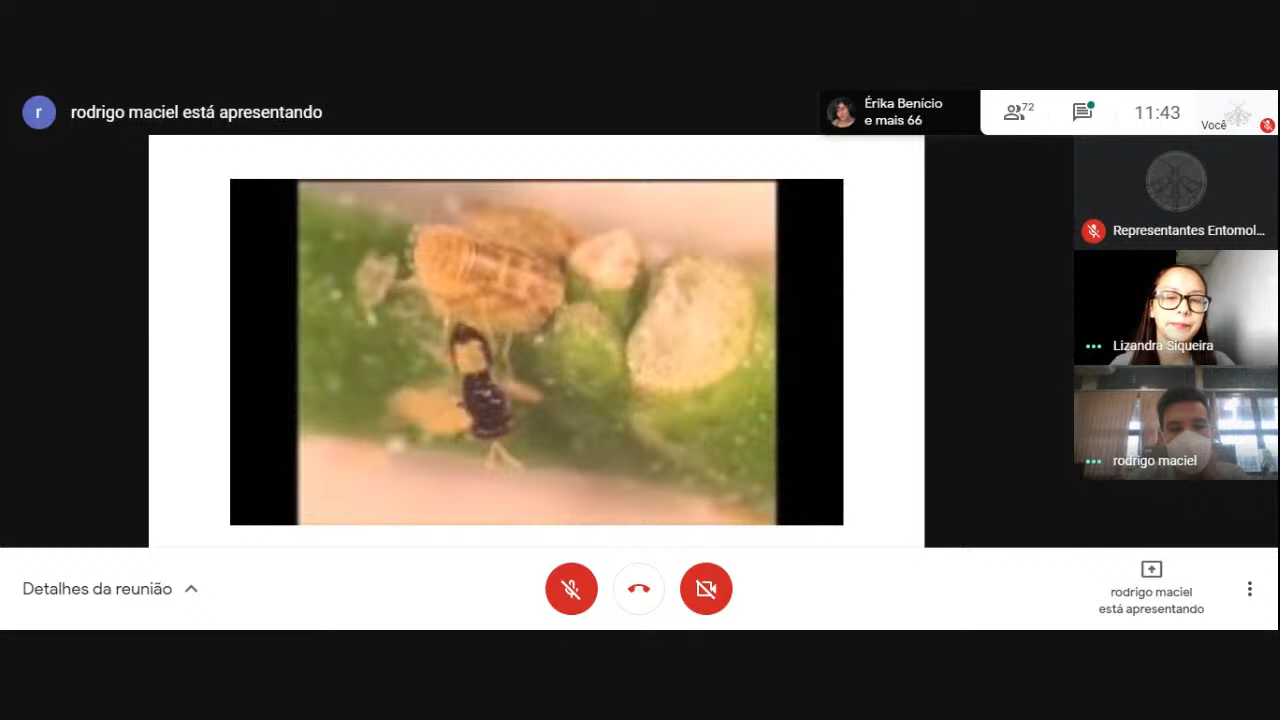 r
rodrigo maciel está apresentando
Érika Benício
e mais 66
72
11:43
Você
Representantes Entomol...
Lizandra Siqueira
rodrigo maciel
Detalhes da reunião
rodrigo maciel
está apresentando